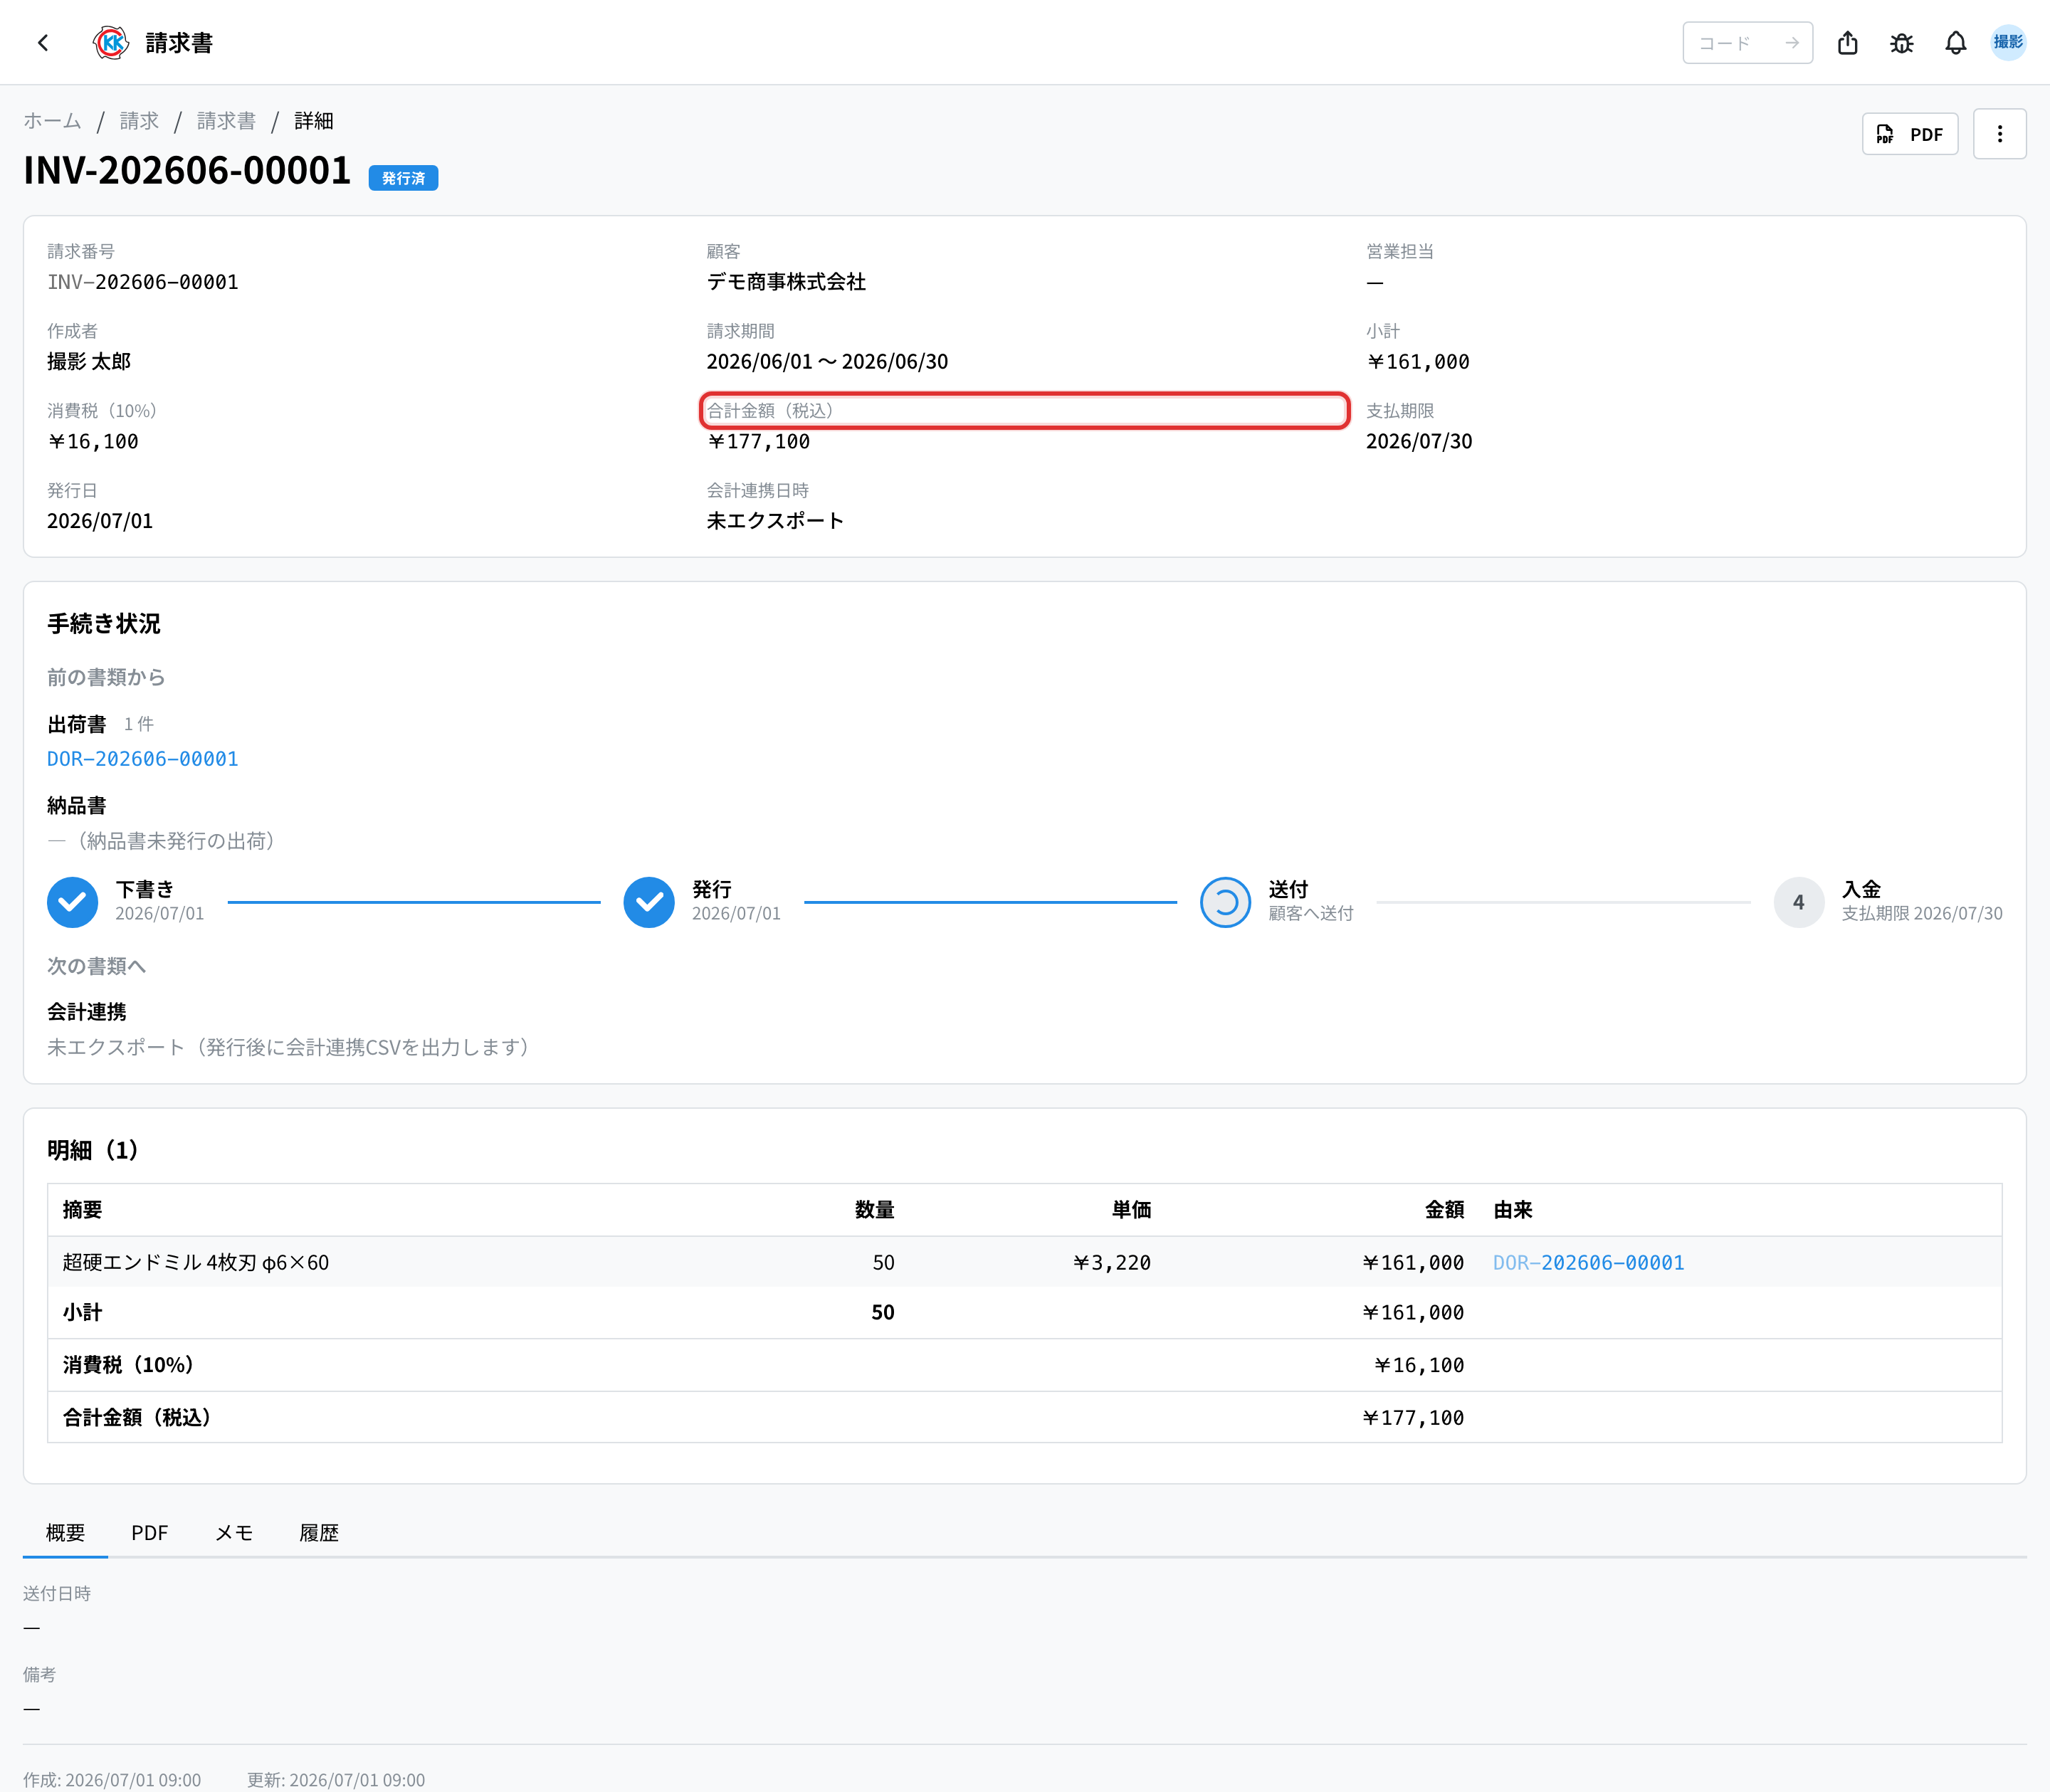 請求書
コード
撮影
ホーム / 請求 / 請求書 / 詳細
PDF
INV-202606-00001 発行済
請求番号
INV-202606-00001
顧客
デモ商事株式会社
営業担当
—
作成者
撮影 太郎
請求期間
2026/06/01 〜 2026/06/30
小計
¥161,000
消費税（10%）
¥16,100
合計金額（税込）
¥177,100
支払期限
2026/07/30
発行日
2026/07/01
会計連携日時
未エクスポート
手続き状況
前の書類から
出荷書 1 件
DOR-202606-00001
納品書
—（納品書未発行の出荷）
下書き
2026/07/01
発行
2026/07/01
送付
顧客へ送付
4
入金
支払期限 2026/07/30
次の書類へ
会計連携
未エクスポート（発行後に会計連携CSVを出力します）
明細（1）
摘要 数量 単価 金額 由来
超硬エンドミル 4枚刃 φ6×60 50 ¥3,220 ¥161,000 DOR-202606-00001
小計 50 ¥161,000
消費税（10%） ¥16,100
合計金額（税込） ¥177,100
概要 PDF メモ 履歴
送付日時
—
備考
—
作成: 2026/07/01 09:00 更新: 2026/07/01 09:00